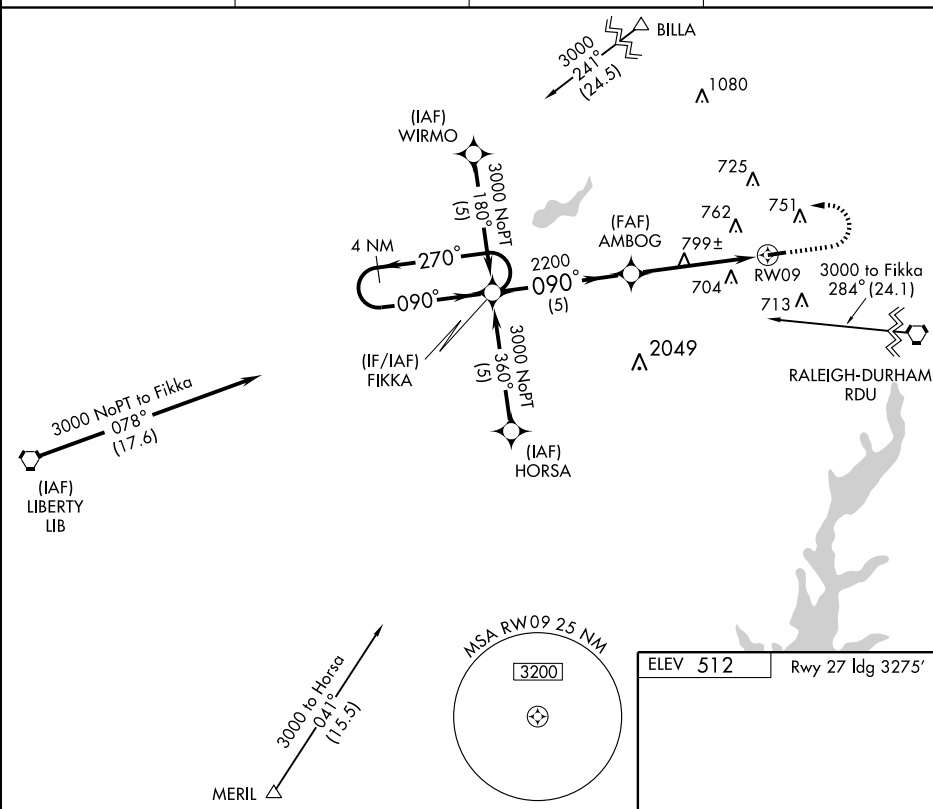 BILLA
3000
241°
(24.5)
1080
(IAF)
WIRMO
3000 NoPT
180°
(5)
725
762
751
(FAF)
AMBOG
799±
4 NM
270°
090°
2200
090°
(5)
RW09
704
713
3000 to Fikka
284° (24.1)
(IF/IAF)
FIKKA
3000 NoPT
360°
(5)
2049
RALEIGH-DURHAM
RDU
3000 NoPT to Fikka
078°
(17.6)
(IAF)
HORSA
(IAF)
LIBERTY
LIB
MSA RW09 25 NM
3200
ELEV 512
Rwy 27 ldg 3275'
3000 to Horsa
041°
(15.5)
MERIL